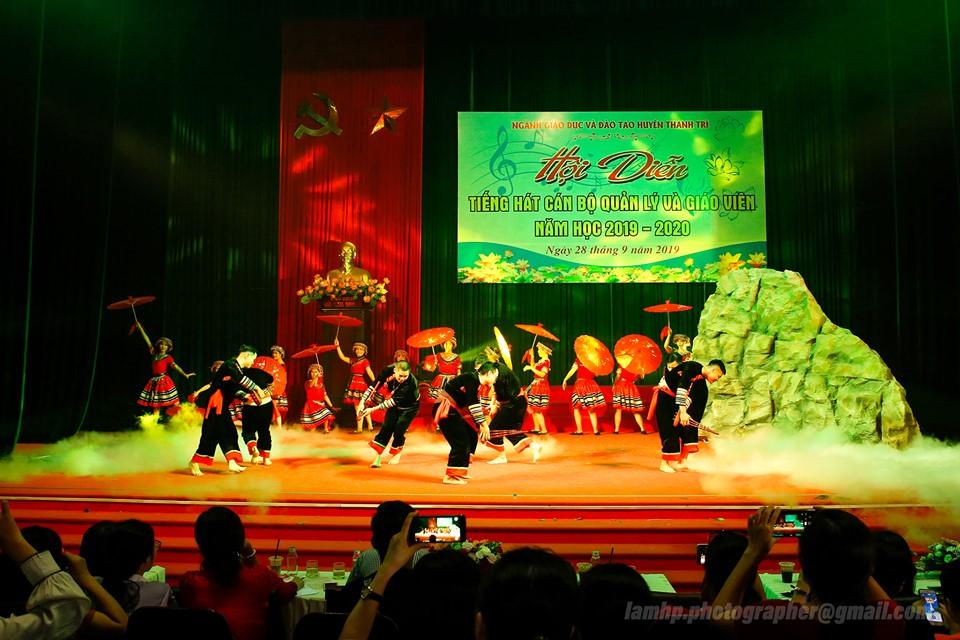 NGÀNH GIÁO DỤC VÀ ĐÀO TẠO HUYỆN THANH TRÌ
Hội Diễn
TIẾNG HÁT CÁN BỘ QUẢN LÝ VÀ GIÁO VIÊN
NĂM HỌC 2019 - 2020
Ngày 28 tháng 9 năm 2019
lamhp.photographer@gmail.com